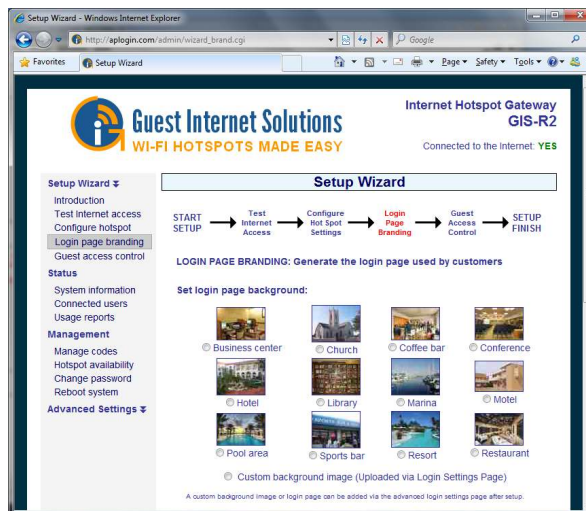 Setup Wizard - Windows Internet Explorer
http://aplogin.com/admin/wizard_brand.cgi
Google
Favorites
Setup Wizard
Page
Safety
Tools
Guest Internet Solutions
WI-FI HOTSPOTS MADE EASY
Internet Hotspot Gateway
GIS-R2
Connected to the Internet: YES
Setup Wizard
Introduction
Test Internet access
Configure hotspot
Login page branding
Guest access control
Status
System information
Connected users
Usage reports
Management
Manage codes
Hotspot availability
Change password
Reboot system
Advanced Settings
Setup Wizard
START SETUP
Test Internet Access
Configure Hot Spot Settings
Login Page Branding
Guest Access Control
SETUP FINISH
LOGIN PAGE BRANDING: Generate the login page used by customers
Set login page background:
Business center
Church
Coffee bar
Conference
Hotel
Library
Marina
Motel
Pool area
Sports bar
Resort
Restaurant
Custom background image (Uploaded via Login Settings Page)
A custom background image or login page can be added via the advanced login settings page after setup.